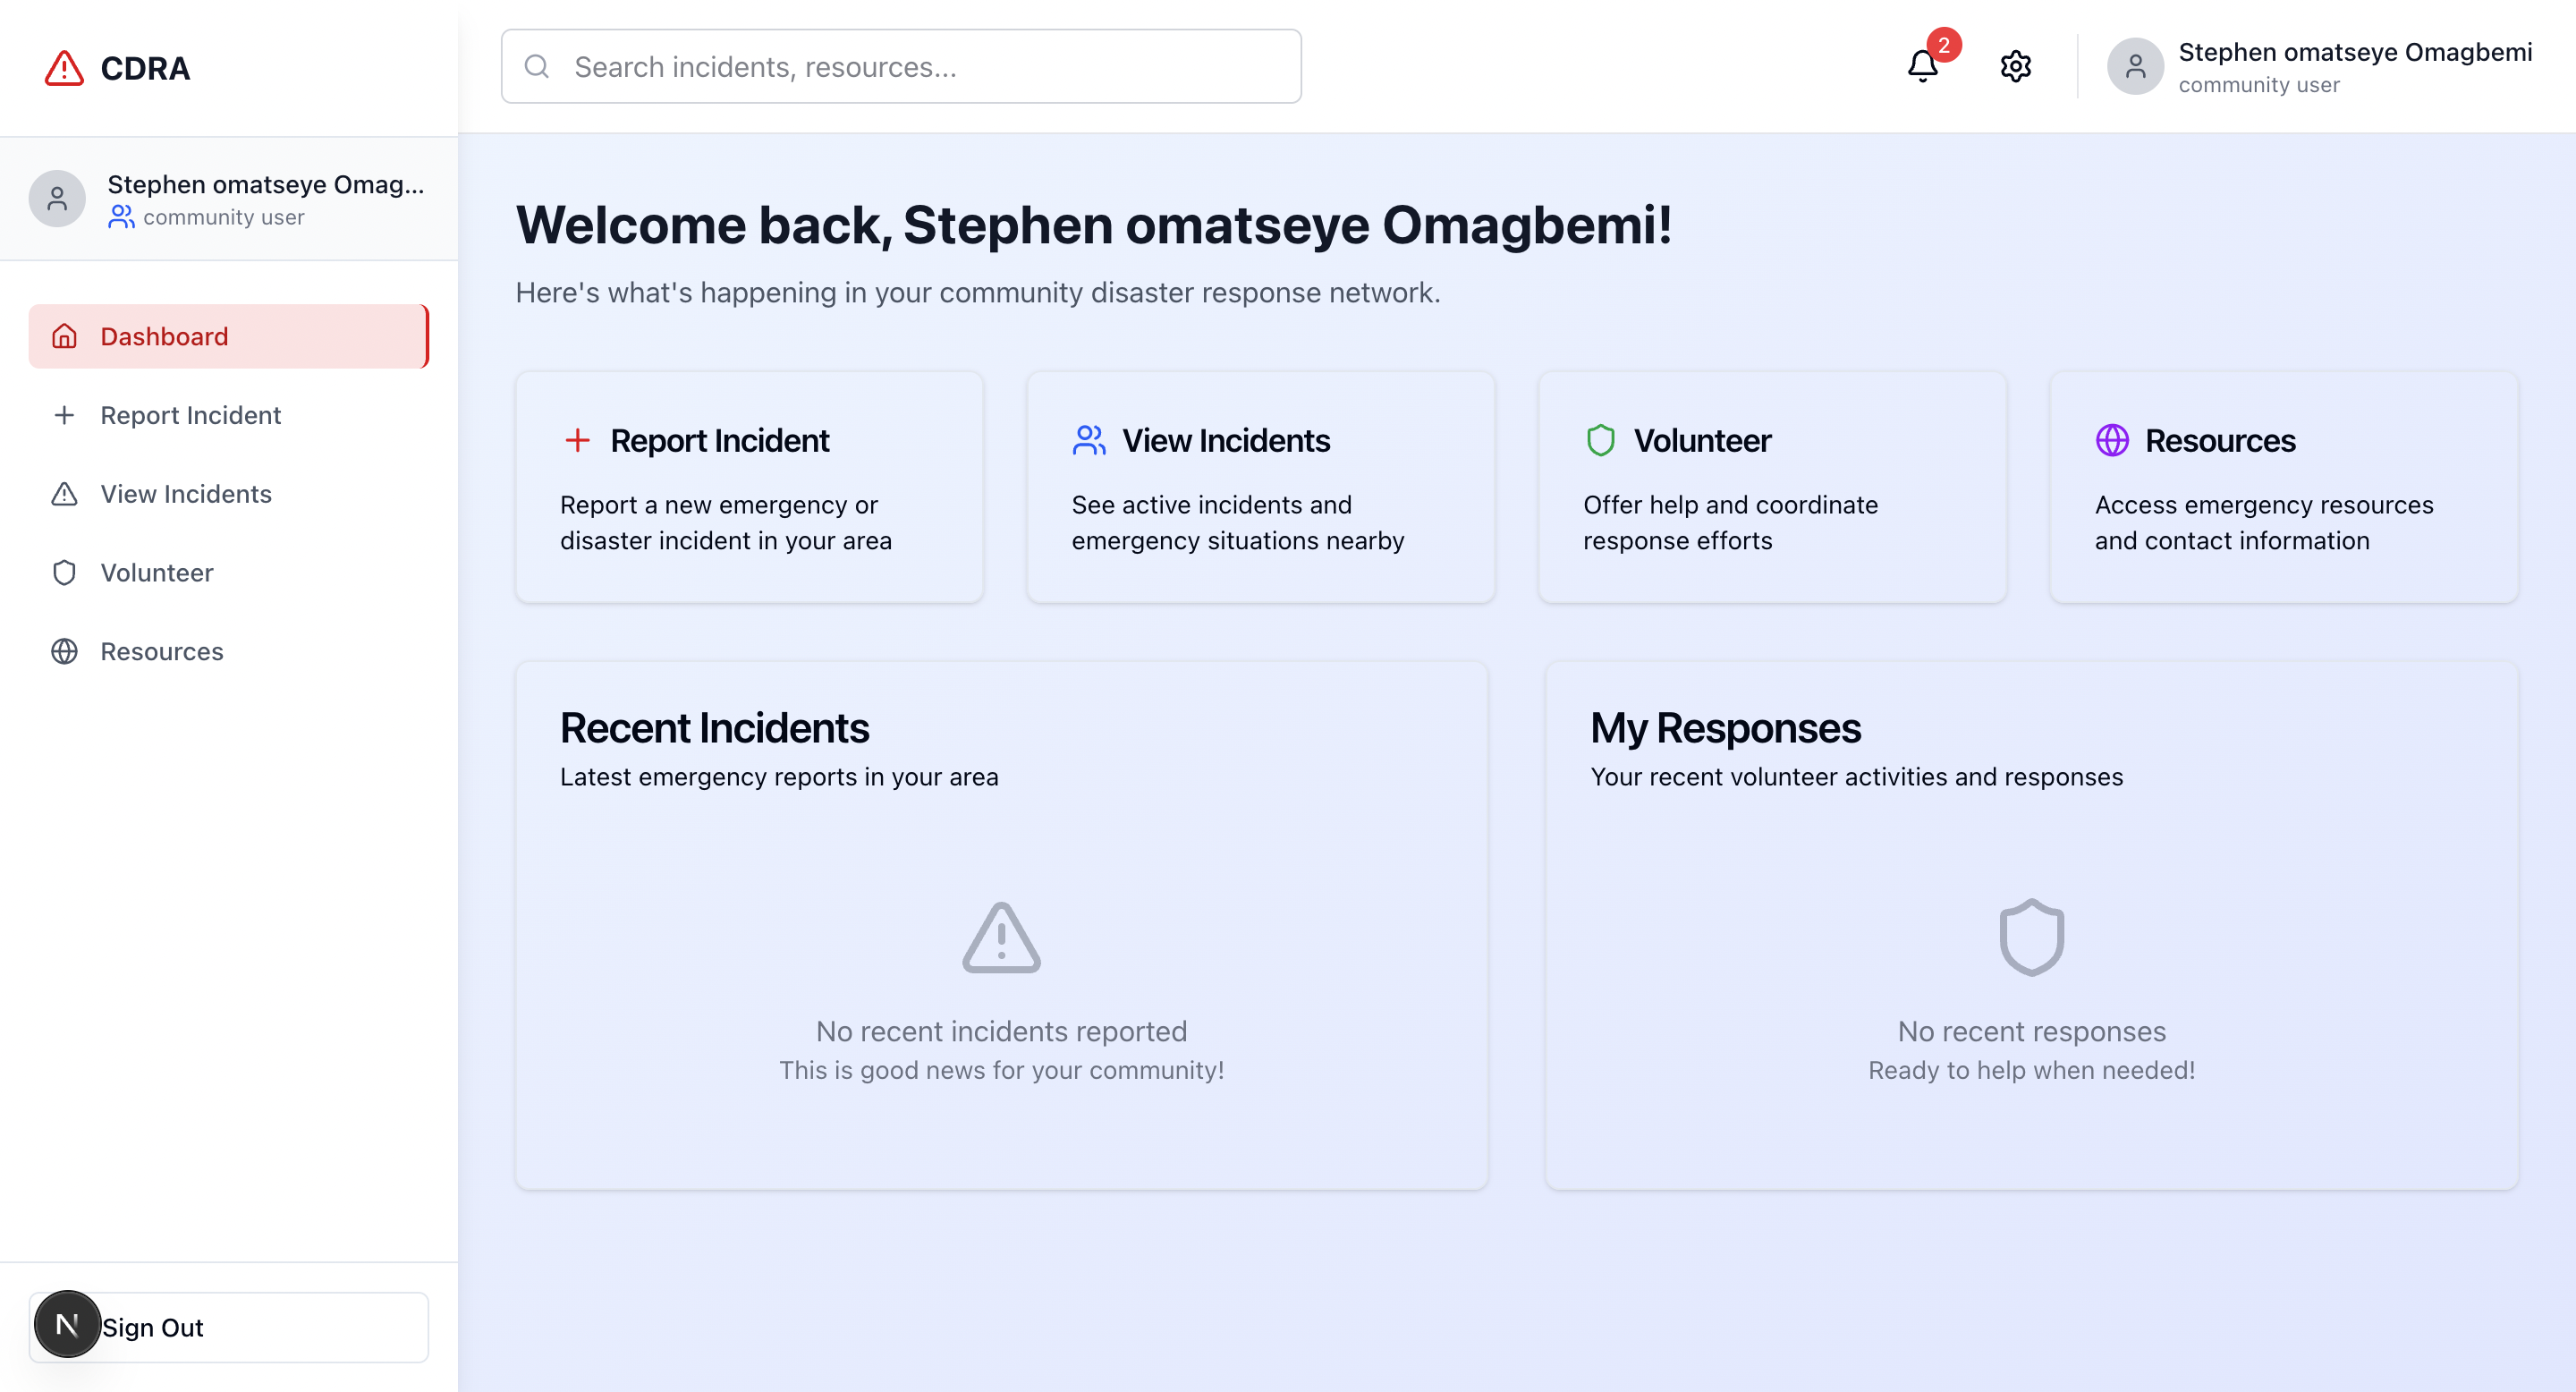 CDRA
Search incidents, resources...
2
Stephen omatseye Omagbemi
community user
Stephen omatseye Omag...
community user
Dashboard
Report Incident
View Incidents
Volunteer
Resources
N
Sign Out
Welcome back, Stephen omatseye Omagbemi!
Here's what's happening in your community disaster response network.
Report Incident
Report a new emergency or
disaster incident in your area
View Incidents
See active incidents and
emergency situations nearby
Volunteer
Offer help and coordinate
response efforts
Resources
Access emergency resources
and contact information
Recent Incidents
Latest emergency reports in your area
No recent incidents reported
This is good news for your community!
My Responses
Your recent volunteer activities and responses
No recent responses
Ready to help when needed!